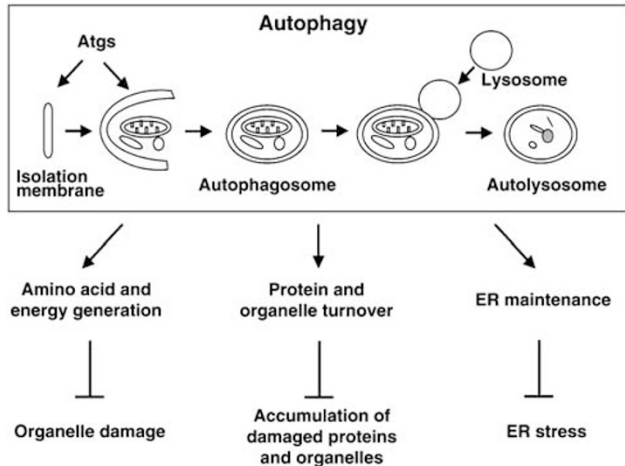 Autophagy
Atgs
Lysosome
Isolation
membrane
Autophagosome
Autolysosome
Amino acid and
energy generation
Protein and
organelle turnover
ER maintenance
Organelle damage
Accumulation of
damaged proteins
and organelles
ER stress